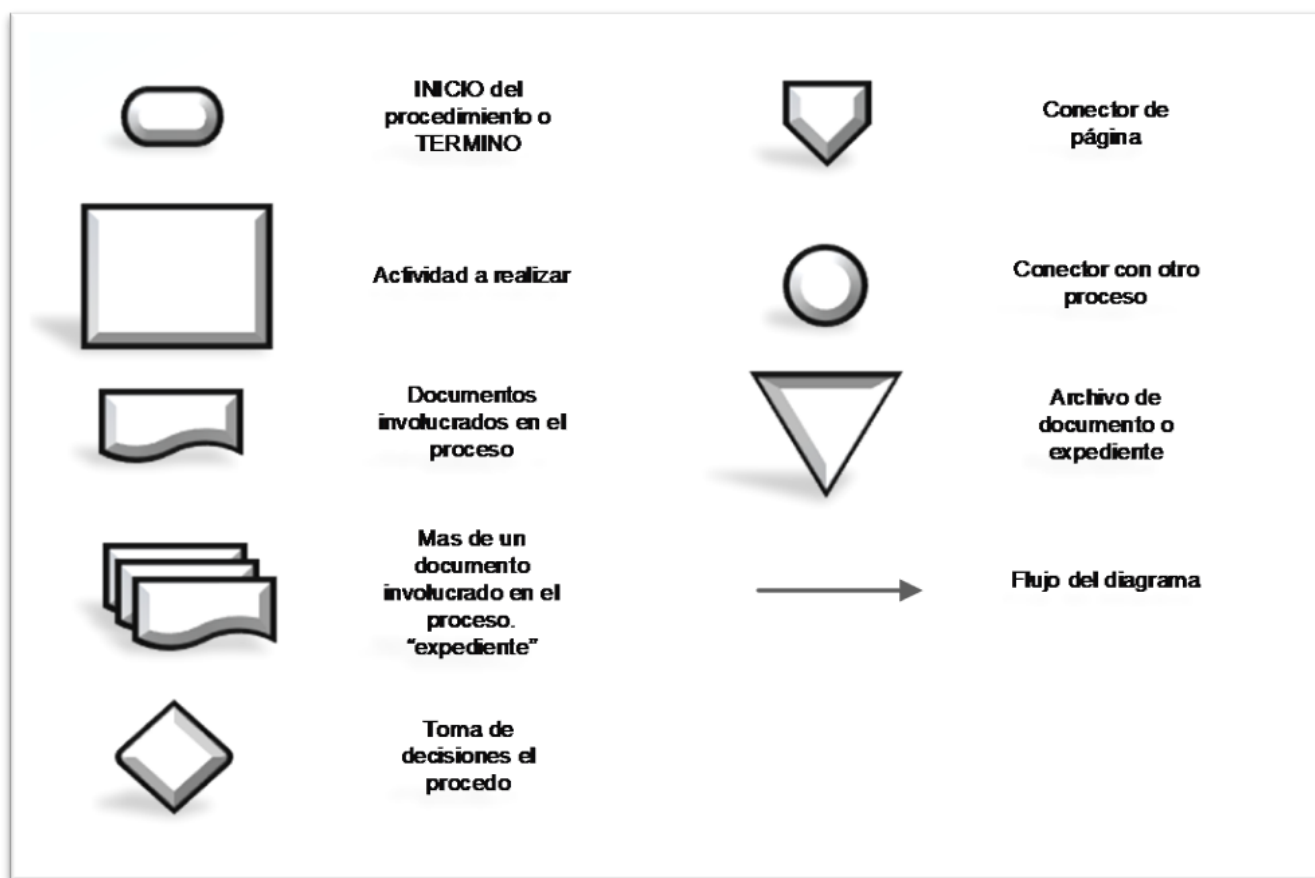 INICIO del
procedimiento o
TERMINO
Actividad a realizar
Documentos
involucrados en el
proceso
Mas de un
documento
involucrado en el
proceso.
“expediente”
Toma de
decisiones el
procedo
Conector de
página
Conector con otro
proceso
Archivo de
documento o
expediente
Flujo del diagrama